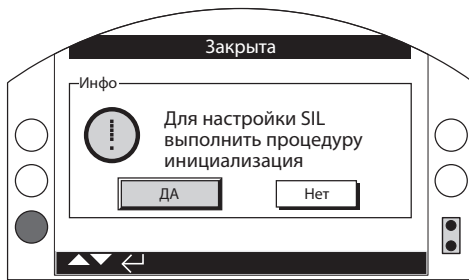 Закрыта
Инфо
Для настройки SIL
выполнить процедуру
инициализация
ДА
Нет